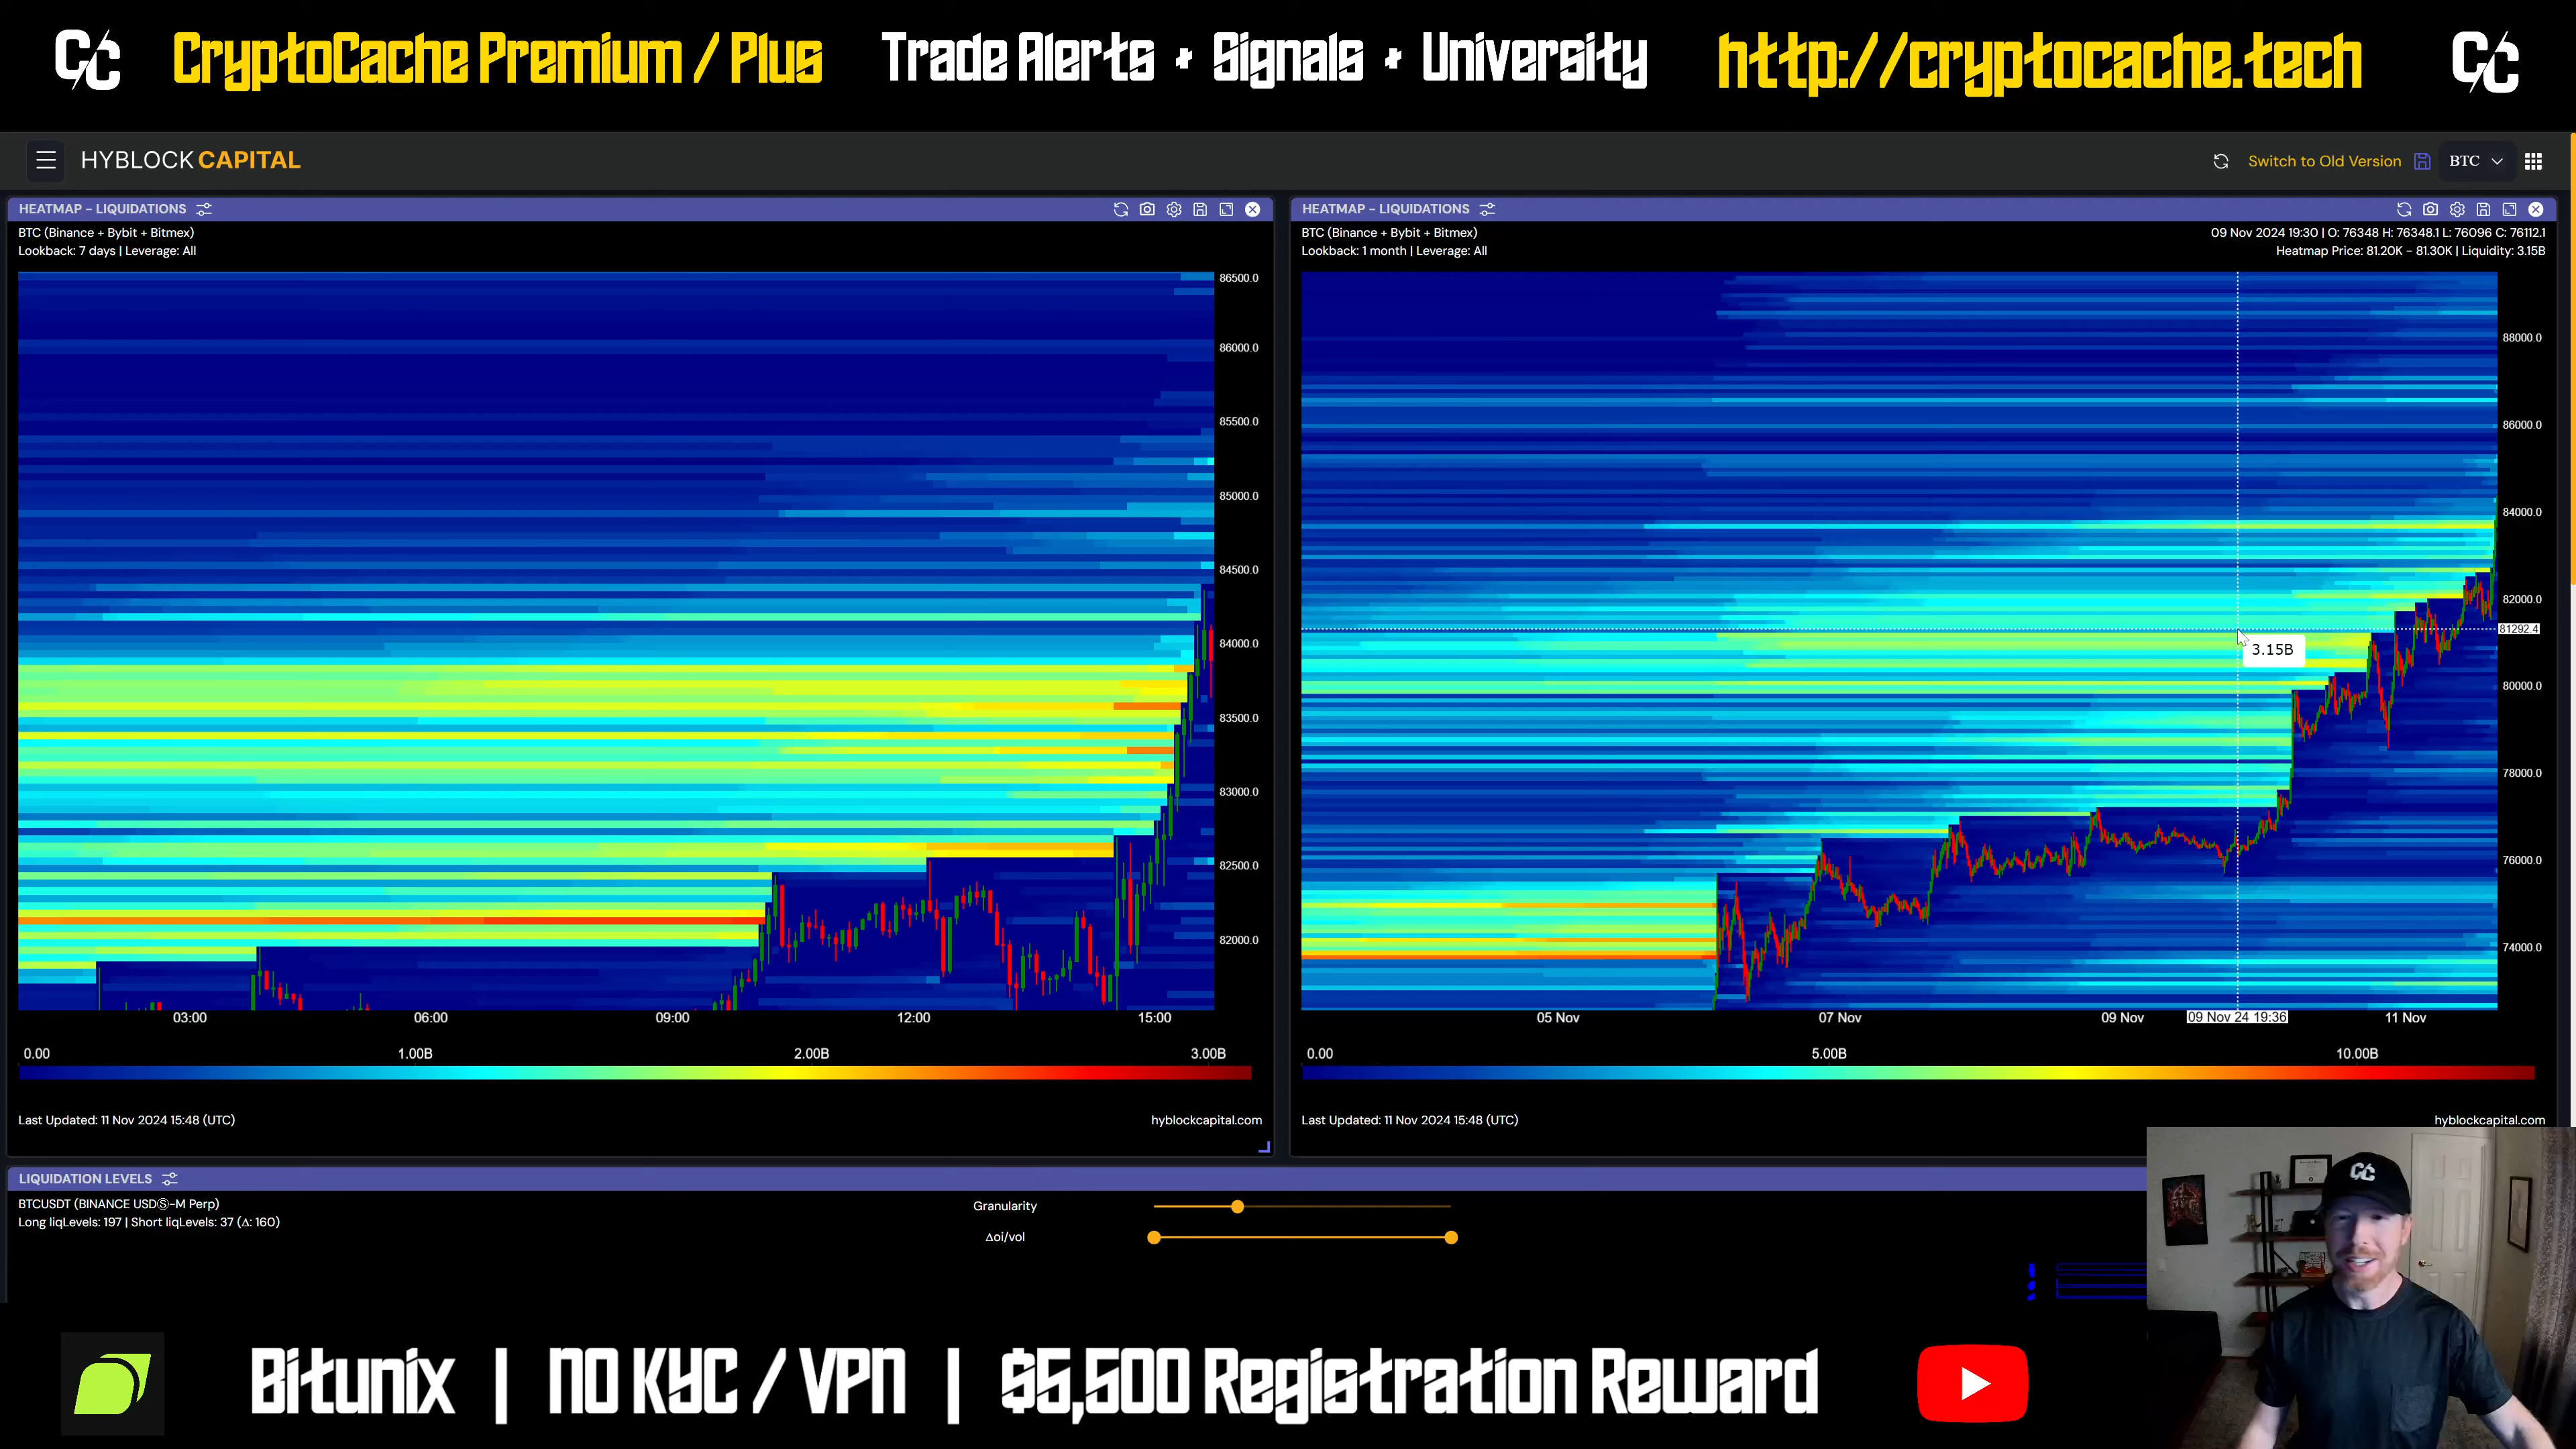 CC CryptoCache Premium / Plus Trade Alerts + Signals + University http://cryptocache.tech CC
HYBLOCK CAPITAL
Switch to Old Version BTC
HEATMAP – LIQUIDATIONS
BTC (Binance + Bybit + Bitmex)
Lookback: 7 days | Leverage: All
86500.0
86000.0
85500.0
85000.0
84500.0
84000.0
83500.0
83000.0
82500.0
82000.0
03:00 06:00 09:00 12:00 15:00
0.00 1.00B 2.00B 3.00B
Last Updated: 11 Nov 2024 15:48 (UTC) hyblockcapital.com
HEATMAP – LIQUIDATIONS
BTC (Binance + Bybit + Bitmex) 09 Nov 2024 19:30 | O: 76348 H: 76348.1 L: 76096 C: 76112.1
Lookback: 1 month | Leverage: All Heatmap Price: 81.20K - 81.30K | Liquidity: 3.15B
88000.0
86000.0
84000.0
82000.0
81292.4
3.15B
80000.0
78000.0
76000.0
74000.0
05 Nov 07 Nov 09 Nov 09 Nov 24 19:36 11 Nov
0.00 5.00B 10.00B
Last Updated: 11 Nov 2024 15:48 (UTC) hyblockcapital.com
LIQUIDATION LEVELS
BTCUSDT (BINANCE USDⓈ-M Perp)
Long liqLevels: 197 | Short liqLevels: 37 (Δ: 160)
Granularity
Δoi/vol
CC
Bitunix | NO KYC / VPN | $5,500 Registration Reward